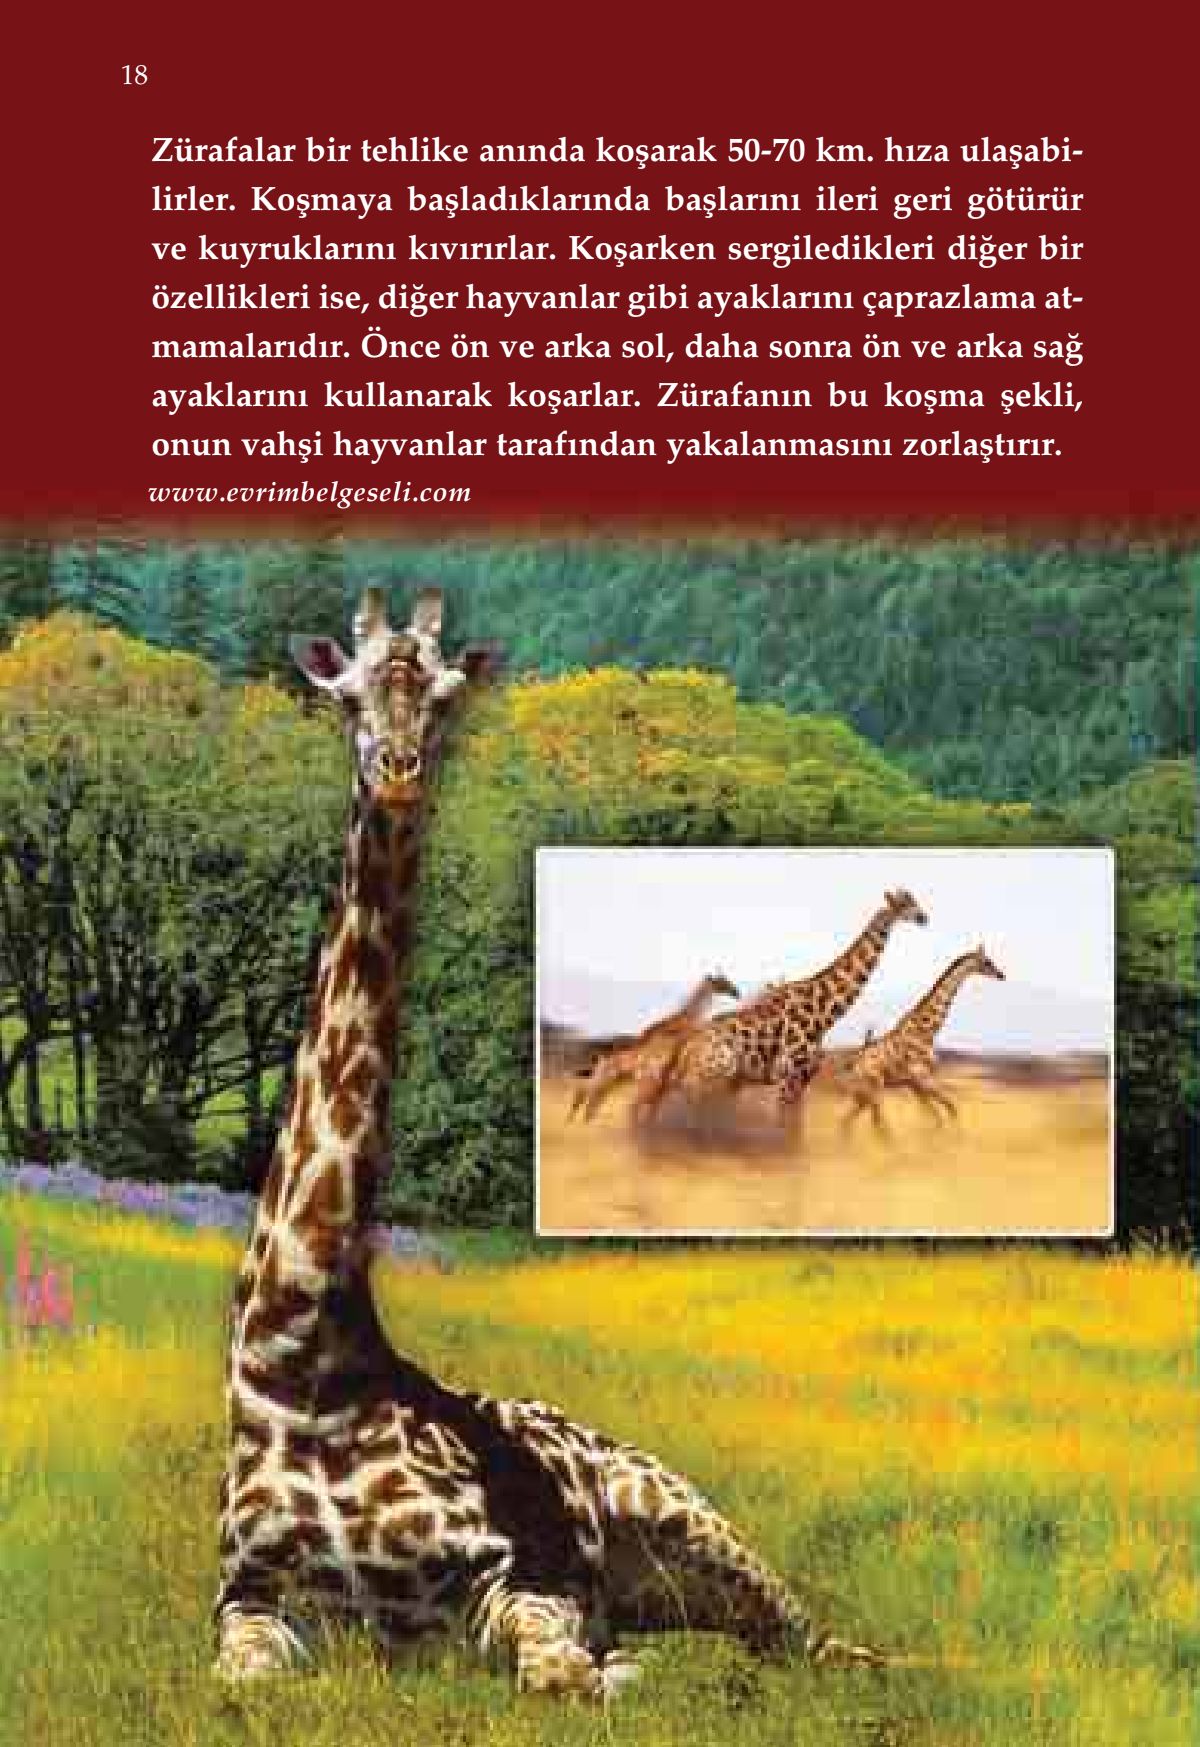 18
Zürafalar bir tehlike anında koşarak 50-70 km. hıza ulaşabi-
lirler. Koşmaya başladıklarında başlarını ileri geri götürür
ve kuyruklarını kıvırırlar. Koşarken sergiledikleri diğer bir
özellikleri ise, diğer hayvanlar gibi ayaklarını çaprazlama at-
mamalarıdır. Önce ön ve arka sol, daha sonra ön ve arka sağ
ayaklarını kullanarak koşarlar. Zürafanın bu koşma şekli,
onun vahşi hayvanlar tarafından yakalanmasını zorlaştırır.
www.evrimbelgeseli.com